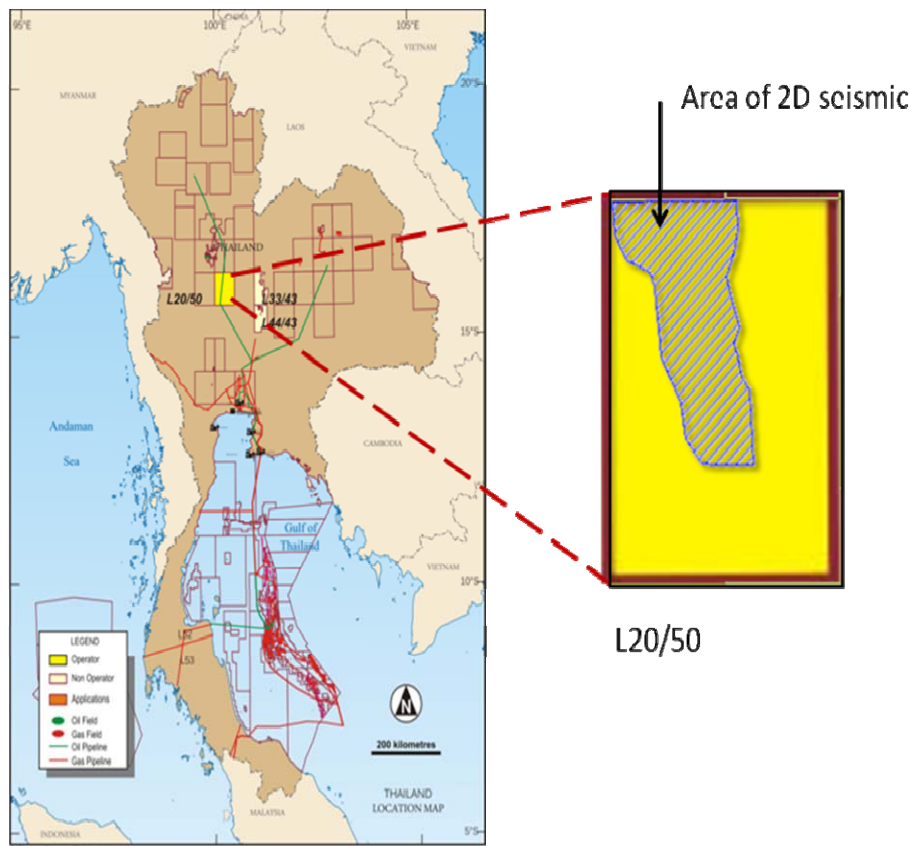 95°E
100°E
105°E
CHINA
VIETNAM
20°S
MYANMAR
LAOS
THAILAND
L20/50
L33/43
L44/43
15°S
Andaman
Sea
CAMBODIA
Gulf of
Thailand
VIETNAM
10°S
L52
L53
LEGEND
Operator
Non Operator
Applications
Oil Field
Gas Field
Oil Pipeline
Gas Pipeline
N
200 kilometres
THAILAND
LOCATION MAP
MALAYSIA
INDONESIA
5°S
Area of 2D seismic
L20/50